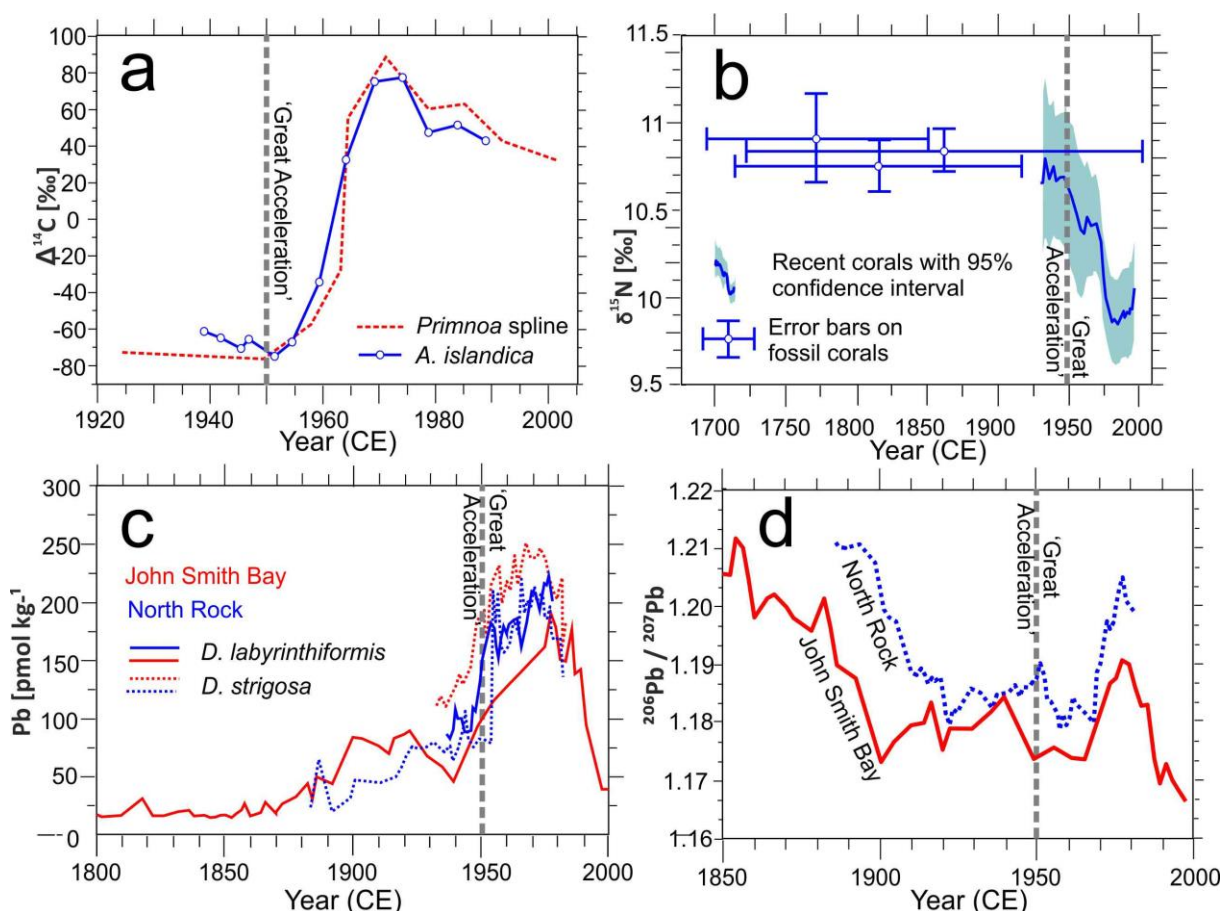 a
Δ¹⁴C [‰]
100
80
60
40
20
0
-20
-40
-60
-80
'Great Acceleration'
Primnoa spline
A. islandica
1920
1940
1960
1980
2000
Year (CE)
b
δ¹⁵N [‰]
11.5
11
10.5
10
9.5
Recent corals with 95%
confidence interval
Error bars on
fossil corals
'Great
Acceleration'
1700
1750
1800
1850
1900
1950
2000
Year (CE)
c
Pb [pmol kg⁻¹]
300
250
200
150
100
50
0
John Smith Bay
North Rock
D. labyrinthiformis
D. strigosa
'Great
Acceleration'
1800
1850
1900
1950
2000
Year (CE)
d
²⁰⁶Pb / ²⁰⁷Pb
1.22
1.21
1.20
1.19
1.18
1.17
1.16
North Rock
John Smith Bay
'Great
Acceleration'
1850
1900
1950
2000
Year (CE)